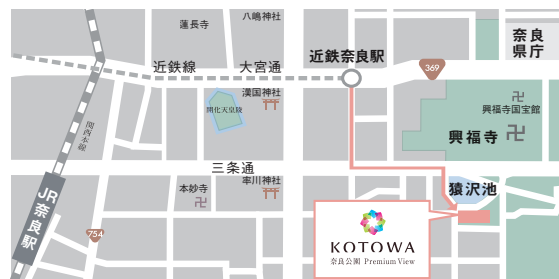 八嶋神社
蓮長寺
奈良
県庁
近鉄奈良駅
近鉄線
大宮通
369
漢国神社
開化天皇陵
興福寺国宝館
興福寺
関西本線
三条通
率川神社
本妙寺
猿沢池
JR奈良駅
754
KOTOWA
奈良公園 Premium View